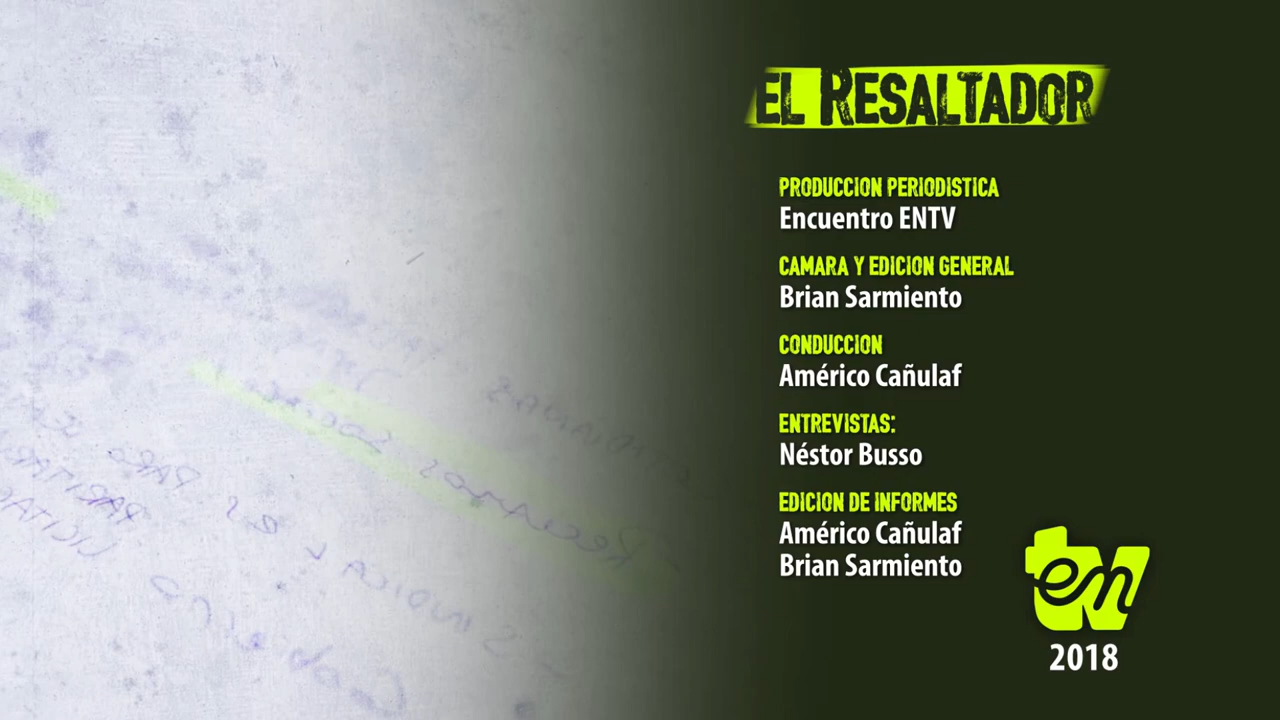 EL RESALTADOR
PRODUCCION PERIODISTICA
Encuentro ENTV
CAMARA Y EDICION GENERAL
Brian Sarmiento
CONDUCCION
Américo Cañulaf
ENTREVISTAS:
Néstor Busso
EDICION DE INFORMES
Américo Cañulaf
Brian Sarmiento
en tv
2018